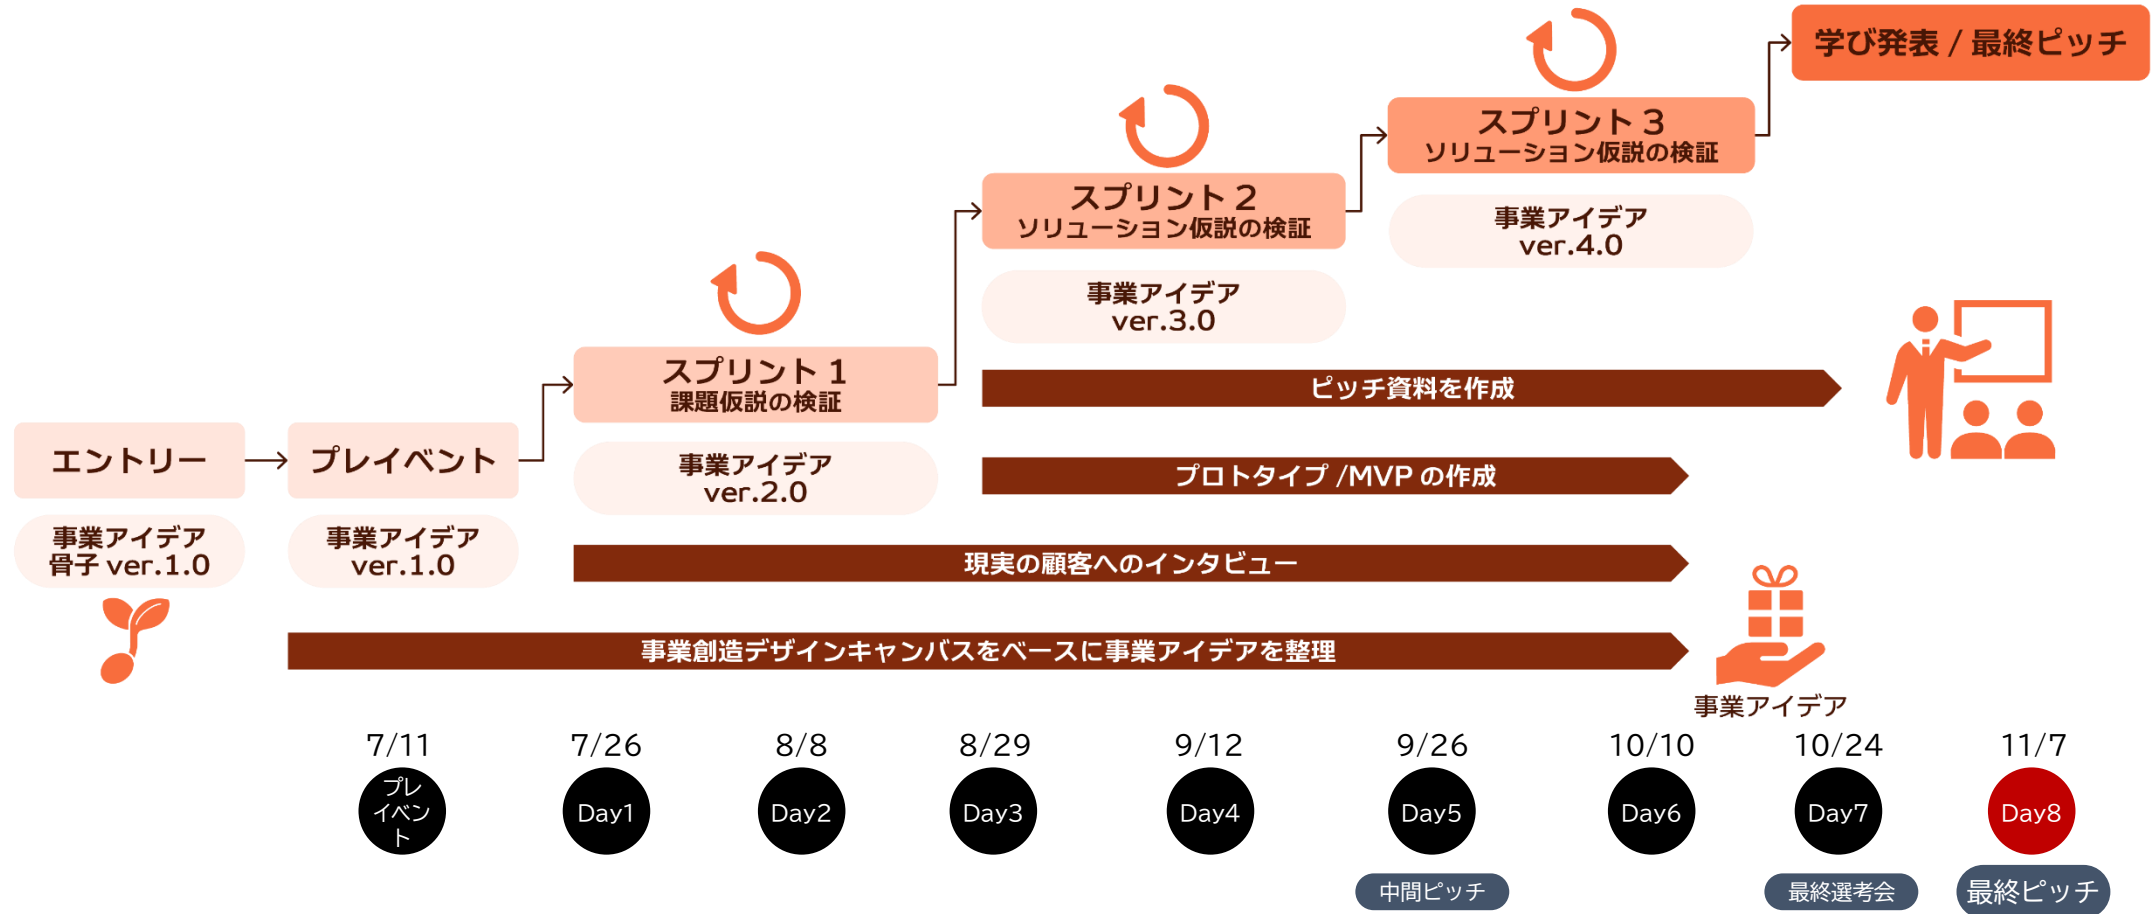 学び発表 / 最終ピッチ
スプリント 3
ソリューション仮説の検証
事業アイデア
ver.4.0
スプリント 2
ソリューション仮説の検証
事業アイデア
ver.3.0
スプリント 1
課題仮説の検証
事業アイデア
ver.2.0
エントリー
事業アイデア
骨子 ver.1.0
プレイベント
事業アイデア
ver.1.0
ピッチ資料を作成
プロトタイプ /MVP の作成
現実の顧客へのインタビュー
事業創造デザインキャンバスをベースに事業アイデアを整理
事業アイデア
7/11
プレ
イベン
ト
7/26
Day1
8/8
Day2
8/29
Day3
9/12
Day4
9/26
Day5
中間ピッチ
10/10
Day6
10/24
Day7
最終選考会
11/7
Day8
最終ピッチ